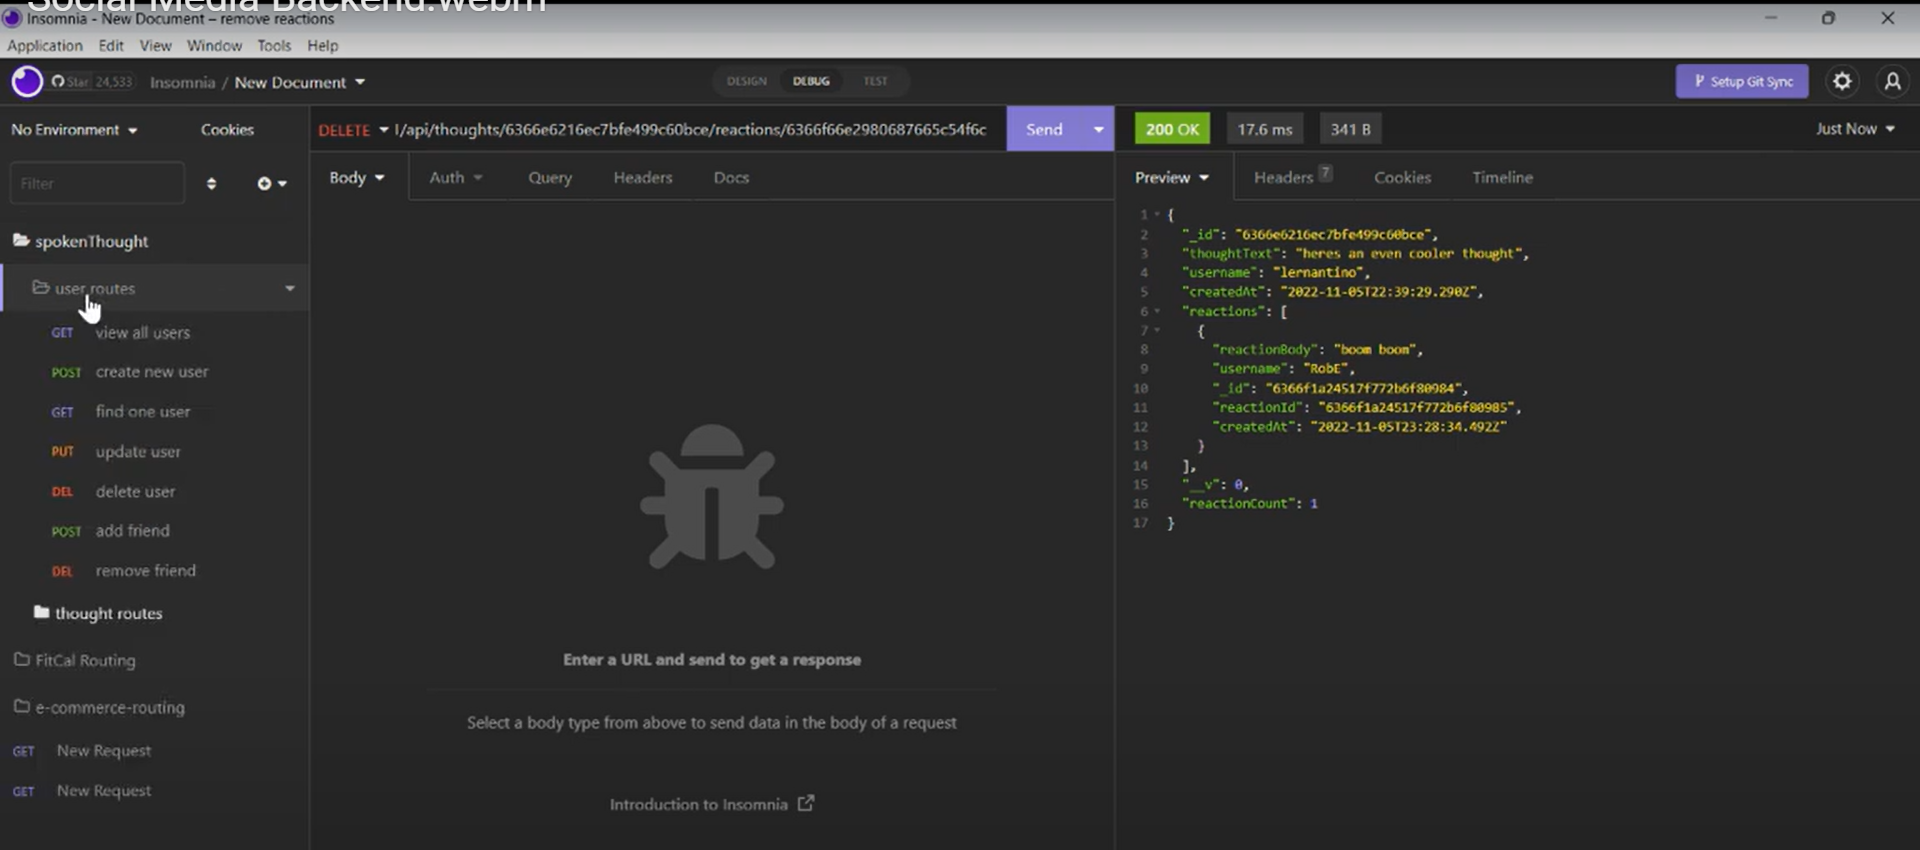 Social Media Backend.webm
Insomnia - New Document – remove reactions
Application Edit View Window Tools Help
Star 24,533 Insomnia / New Document DESIGN DEBUG TEST Setup Git Sync
No Environment Cookies DELETE l/api/thoughts/6366e6216ec7bfe499c60bce/reactions/6366f66e2980687665c54f6c Send 200 OK 17.6 ms 341 B Just Now
Filter
Body Auth Query Headers Docs
Preview Headers 7 Cookies Timeline
spokenThought
user routes
GET view all users
POST create new user
GET find one user
PUT update user
DEL delete user
POST add friend
DEL remove friend
thought routes
FitCal Routing
e-commerce-routing
GET New Request
GET New Request
Enter a URL and send to get a response
Select a body type from above to send data in the body of a request
Introduction to Insomnia
1 {
2 "_id": "6366e6216ec7bfe499c60bce",
3 "thoughtText": "heres an even cooler thought",
4 "username": "lernantino",
5 "createdAt": "2022-11-05T22:39:29.290Z",
6 "reactions": [
7 {
8 "reactionBody": "boom boom",
9 "username": "RobE",
10 "_id": "6366f1a24517f772b6f80984",
11 "reactionId": "6366f1a24517f772b6f80985",
12 "createdAt": "2022-11-05T23:28:34.492Z"
13 }
14 ],
15 "__v": 0,
16 "reactionCount": 1
17 }